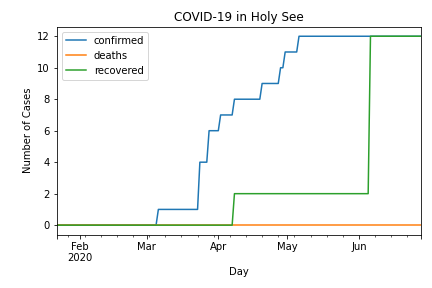 COVID-19 in Holy See
confirmed
deaths
recovered
Number of Cases
12
10
8
6
4
2
0
Feb
2020
Mar
Apr
May
Jun
Day